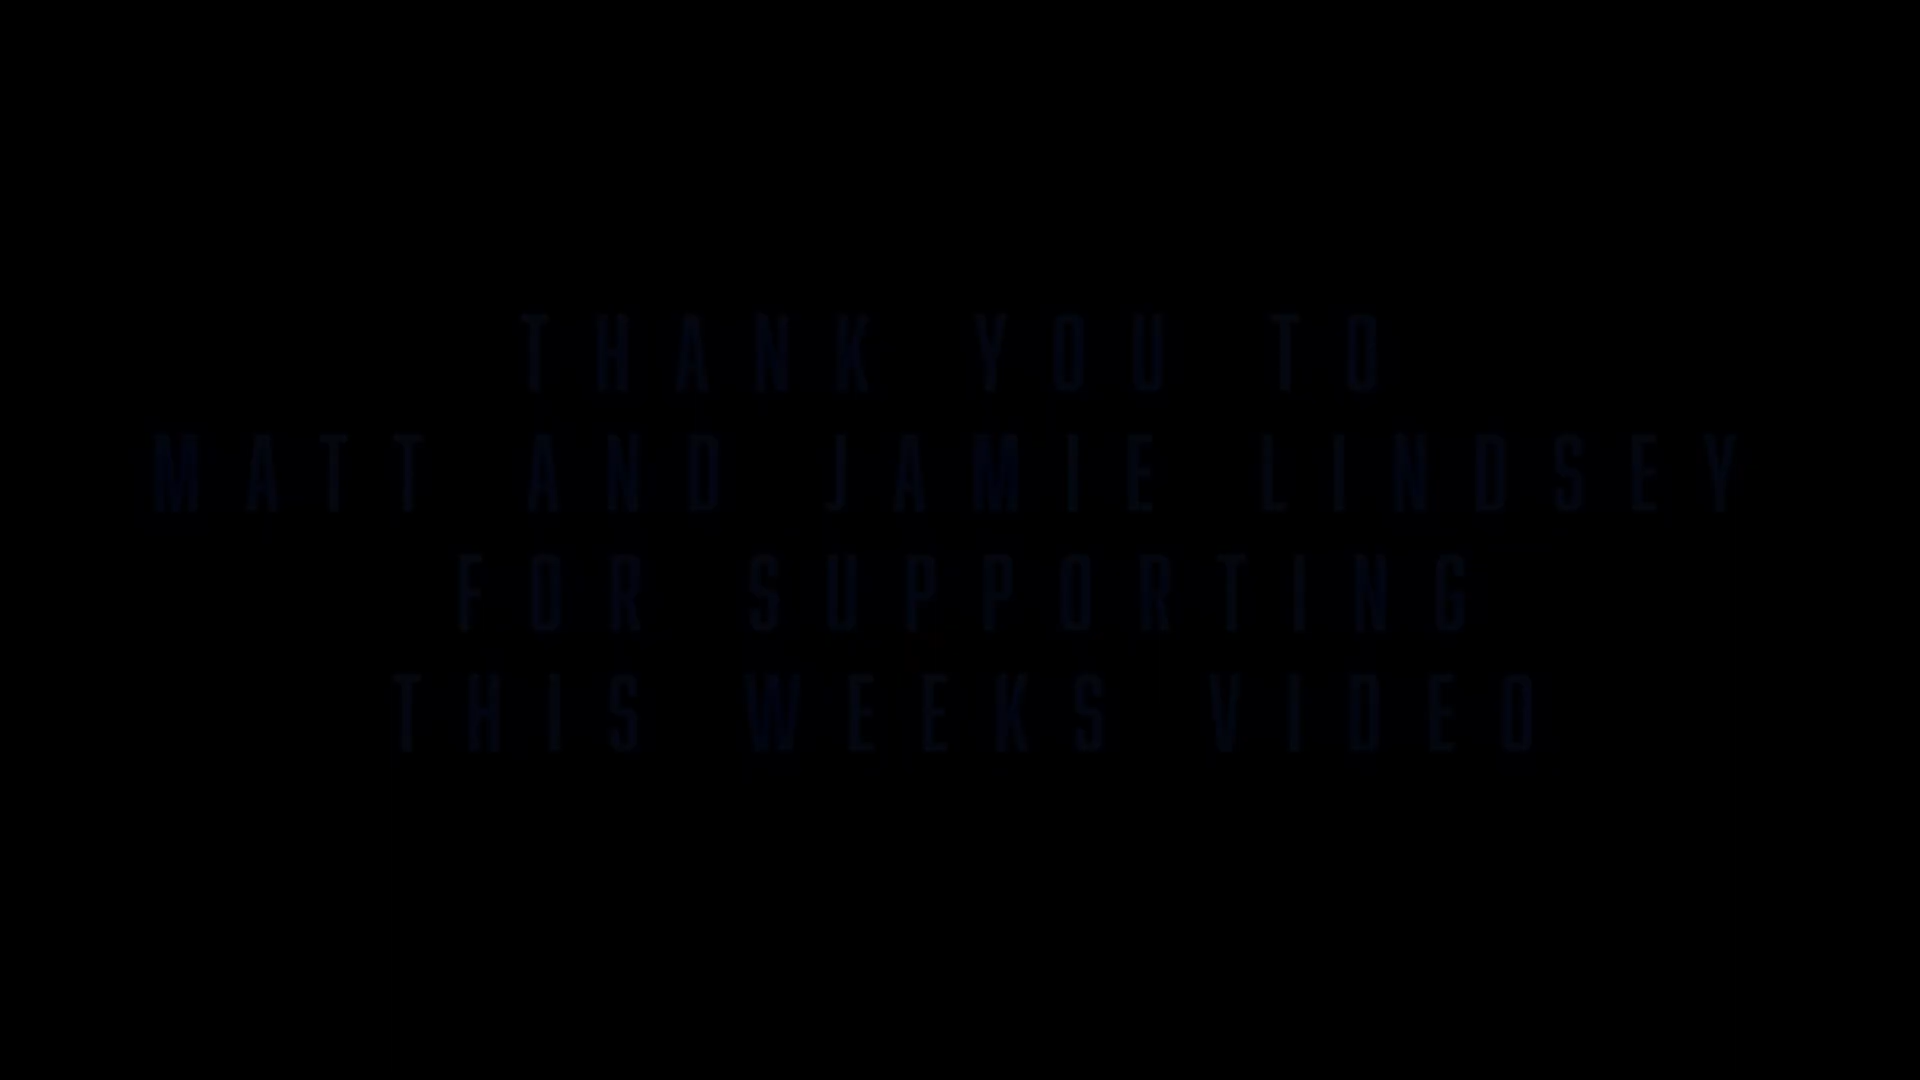 THANK YOU TO
MATT AND JAMIE LINDSEY
FOR SUPPORTING
THIS WEEKS VIDEO